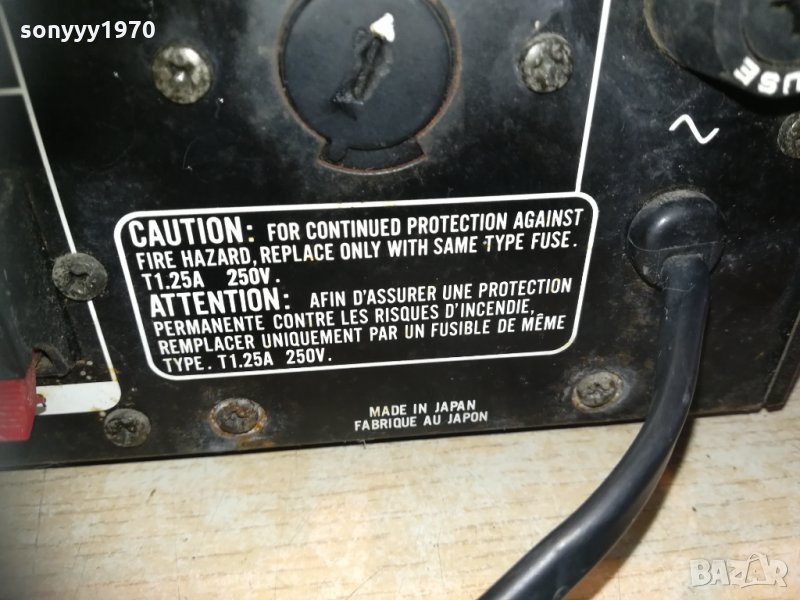 sonyyy1970
FUSE
CAUTION: FOR CONTINUED PROTECTION AGAINST
FIRE HAZARD, REPLACE ONLY WITH SAME TYPE FUSE.
T1.25A 250V.
ATTENTION: AFIN D'ASSURER UNE PROTECTION
PERMANENTE CONTRE LES RISQUES D'INCENDIE,
REMPLACER UNIQUEMENT PAR UN FUSIBLE DE MÊME
TYPE. T1.25A 250V.
MADE IN JAPAN
FABRIQUE AU JAPON
BAZAR